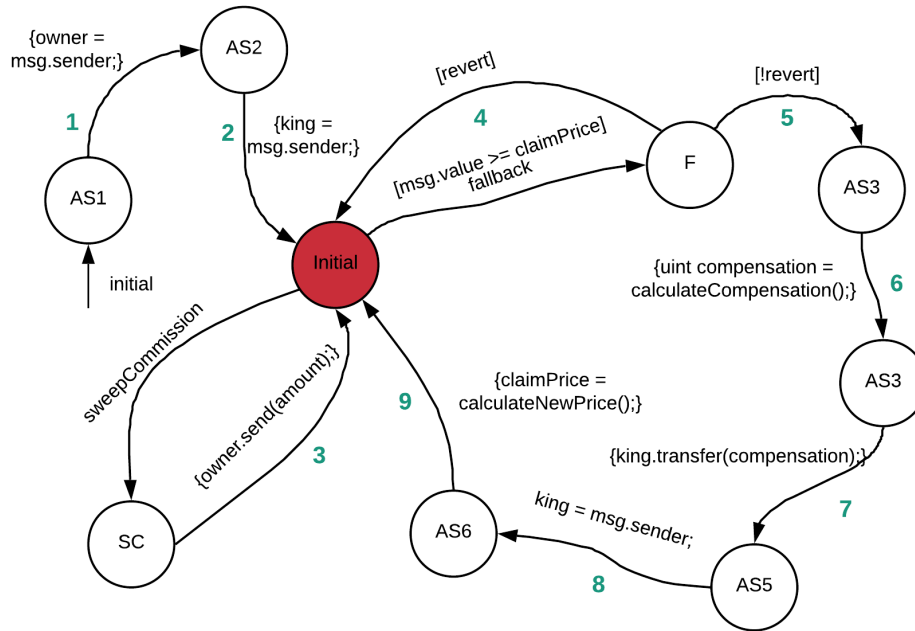 {owner =
msg.sender;}
AS2
[revert]
[!revert]
1
2
{king =
msg.sender;}
4
5
[msg.value >= claimPrice]
fallback
F
AS3
AS1
initial
Initial
{uint compensation =
calculateCompensation();}
6
sweepCommission
{owner.send(amount);}
3
9
{claimPrice =
calculateNewPrice();}
AS3
{king.transfer(compensation);}
7
SC
AS6
king = msg.sender;
8
AS5